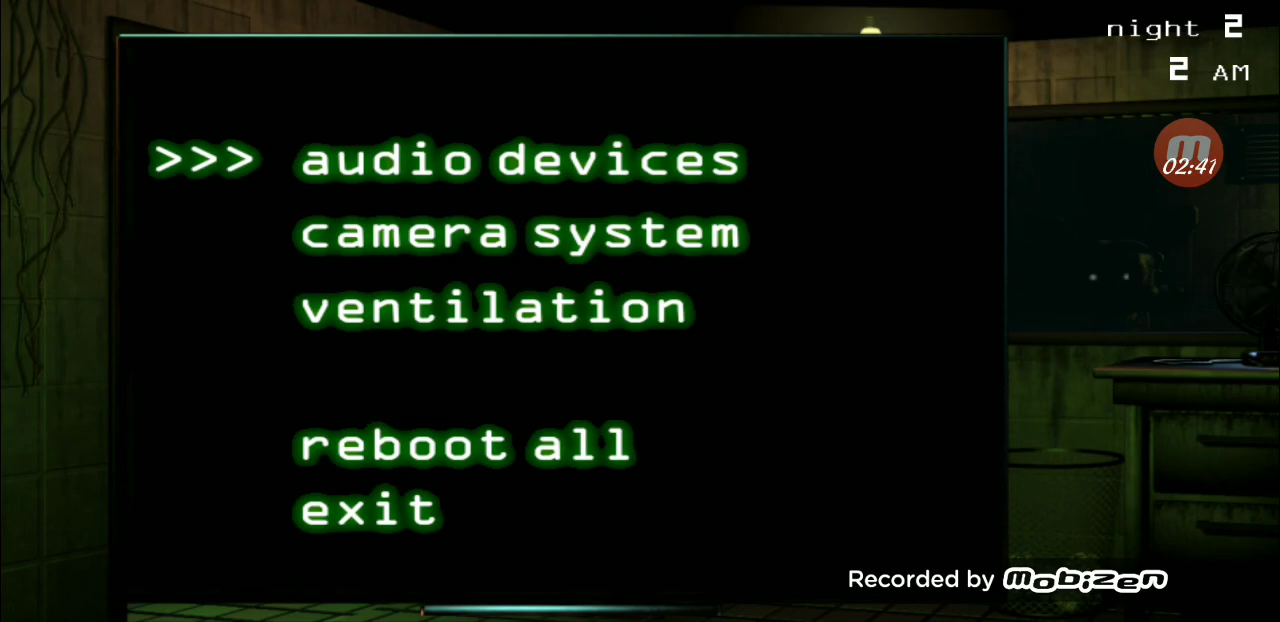 night 2
2 AM
02:41
>>> audio devices
camera system
ventilation
reboot all
exit
Recorded by mobizen